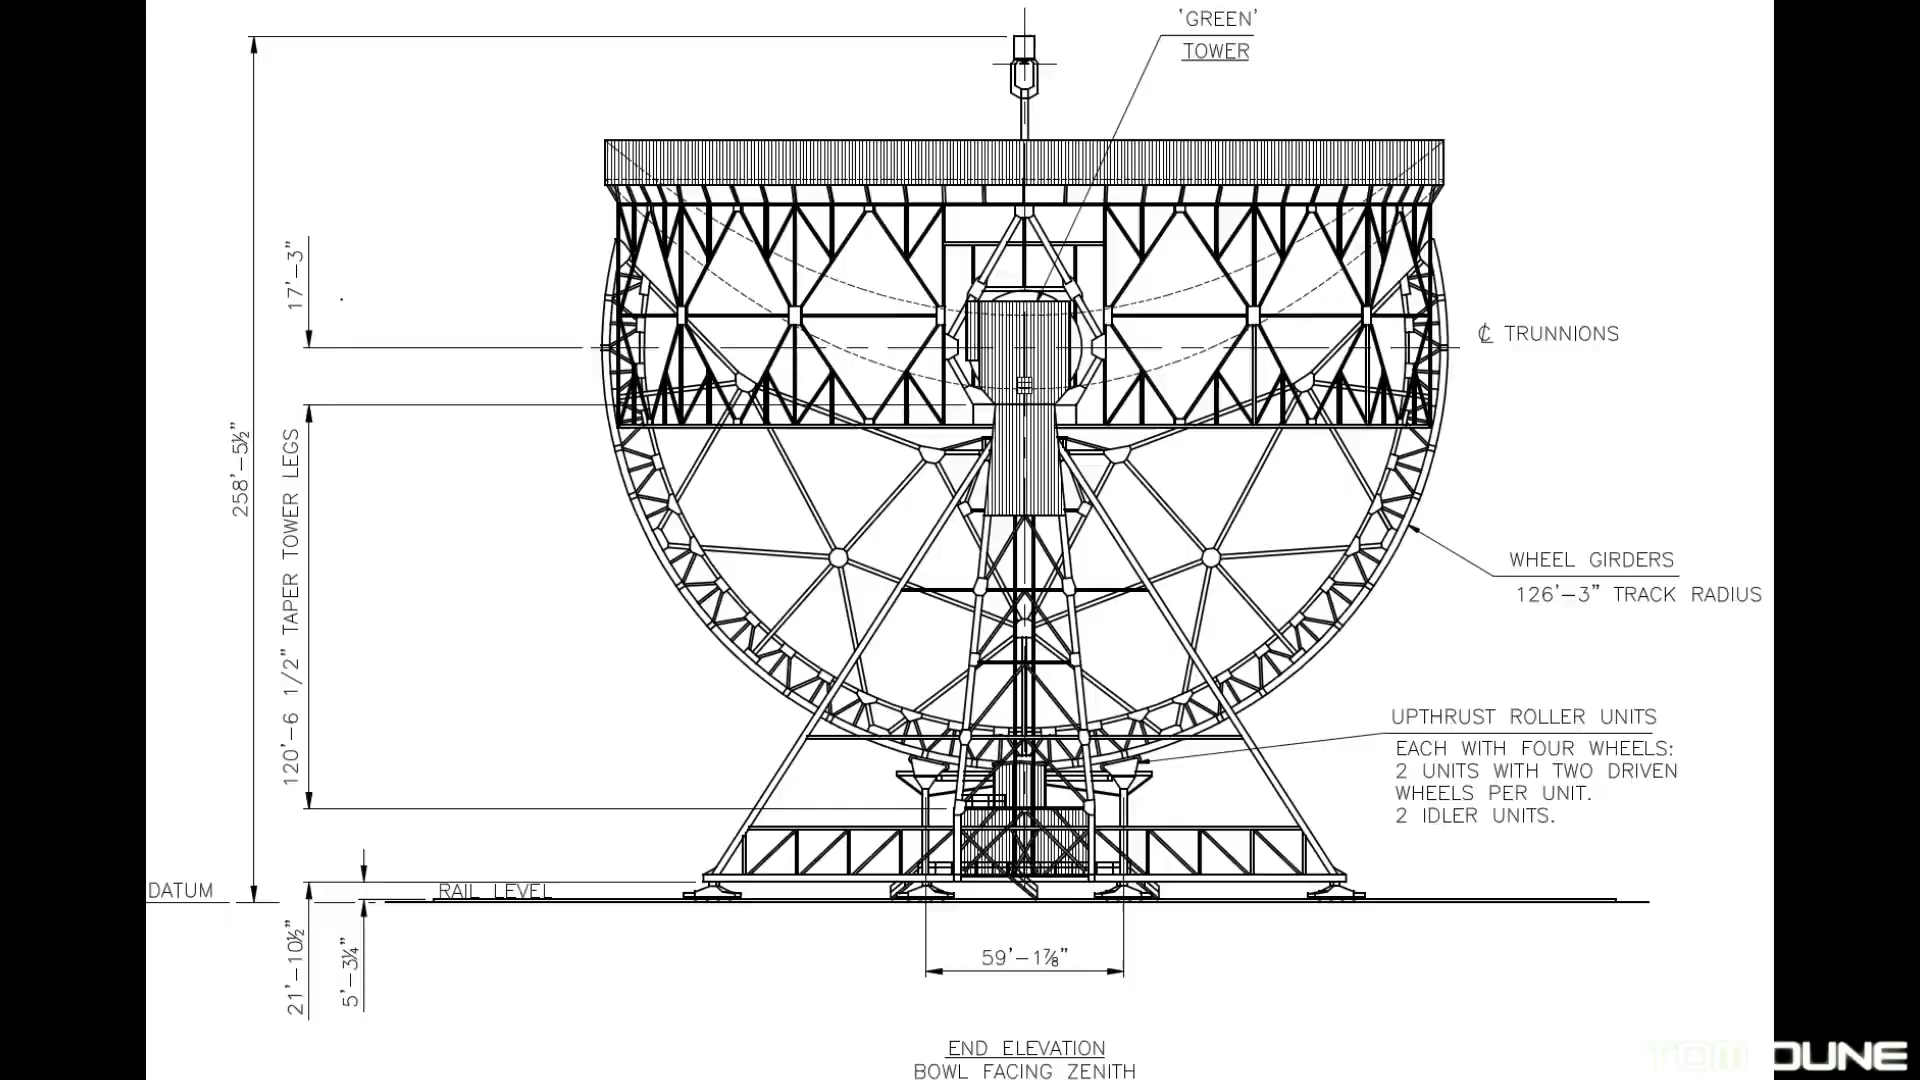 'GREEN'
TOWER
17'-3"
℄ TRUNNIONS
258'-5½"
120'-6 1/2" TAPER TOWER LEGS
WHEEL GIRDERS
126'-3" TRACK RADIUS
UPTHRUST ROLLER UNITS
EACH WITH FOUR WHEELS:
2 UNITS WITH TWO DRIVEN
WHEELS PER UNIT.
2 IDLER UNITS.
DATUM
RAIL LEVEL
21'-10½"
5'-3¼"
59'-1⅞"
END ELEVATION
BOWL FACING ZENITH
TOM DUNE